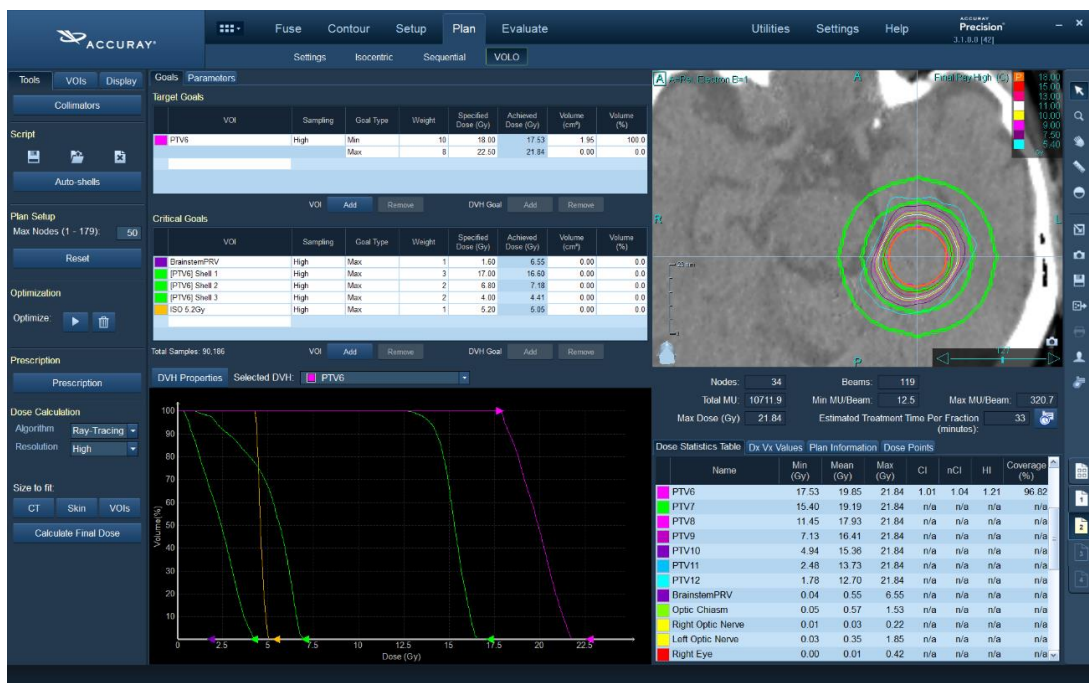 ACCURAY
Fuse Contour Setup Plan Evaluate Utilities Settings Help
ACCURAY
Precision
3.1.0.0 [42]
Settings Isocentric Sequential VOLO
Tools VOIs Display
Collimators
Script
Auto-shells
Plan Setup
Max Nodes (1 - 179): 50
Reset
Optimization
Optimize:
Prescription
Prescription
Dose Calculation
Algorithm Ray-Tracing
Resolution High
Size to fit:
CT Skin VOIs
Calculate Final Dose
Goals Parameters
Target Goals
VOI Sampling Goal Type Weight Specified Dose (Gy) Achieved Dose (Gy) Volume (cm³) Volume (%)
PTV6 High Min 10 18.00 17.53 1.95 100.0
Max 8 22.50 21.84 0.00 0.0
VOI Add Remove DVH Goal Add Remove
Critical Goals
VOI Sampling Goal Type Weight Specified Dose (Gy) Achieved Dose (Gy) Volume (cm³) Volume (%)
BrainstemPRV High Max 1 1.60 6.55 0.00 0.0
[PTV6] Shell 1 High Max 3 17.00 16.60 0.00 0.0
[PTV6] Shell 2 High Max 2 6.80 7.18 0.00 0.0
[PTV6] Shell 3 High Max 2 4.00 4.41 0.00 0.0
ISO 5.2Gy High Max 1 5.20 5.05 0.00 0.0
Total Samples: 90,186 VOI Add Remove DVH Goal Add Remove
DVH Properties Selected DVH: PTV6
100
80
70
60
50
40
30
20
10
Volume(%)
0 2.5 5 7.5 10 12.5 15 17.5 20 22.5
Dose (Gy)
A
A
Final Ray High
18.00
15.00
13.00
11.00
10.00
9.00
7.50
5.40
R
L
P
127
Nodes: 34 Beams: 119
Total MU: 10711.9 Min MU/Beam: 12.5 Max MU/Beam: 320.7
Max Dose (Gy) 21.84 Estimated Treatment Time Per Fraction (minutes): 33
Dose Statistics Table Dx Vx Values Plan Information Dose Points
Name Min (Gy) Mean (Gy) Max (Gy) CI nCI HI Coverage (%)
PTV6 17.53 19.85 21.84 1.01 1.04 1.21 96.82
PTV7 15.40 19.19 21.84 n/a n/a n/a n/a
PTV8 11.45 17.93 21.84 n/a n/a n/a n/a
PTV9 7.13 16.41 21.84 n/a n/a n/a n/a
PTV10 4.94 15.36 21.84 n/a n/a n/a n/a
PTV11 2.48 13.73 21.84 n/a n/a n/a n/a
PTV12 1.78 12.70 21.84 n/a n/a n/a n/a
BrainstemPRV 0.04 0.55 6.55 n/a n/a n/a n/a
Optic Chiasm 0.05 0.57 1.53 n/a n/a n/a n/a
Right Optic Nerve 0.01 0.03 0.22 n/a n/a n/a n/a
Left Optic Nerve 0.03 0.35 1.85 n/a n/a n/a n/a
Right Eye 0.00 0.01 0.42 n/a n/a n/a n/a
1
2